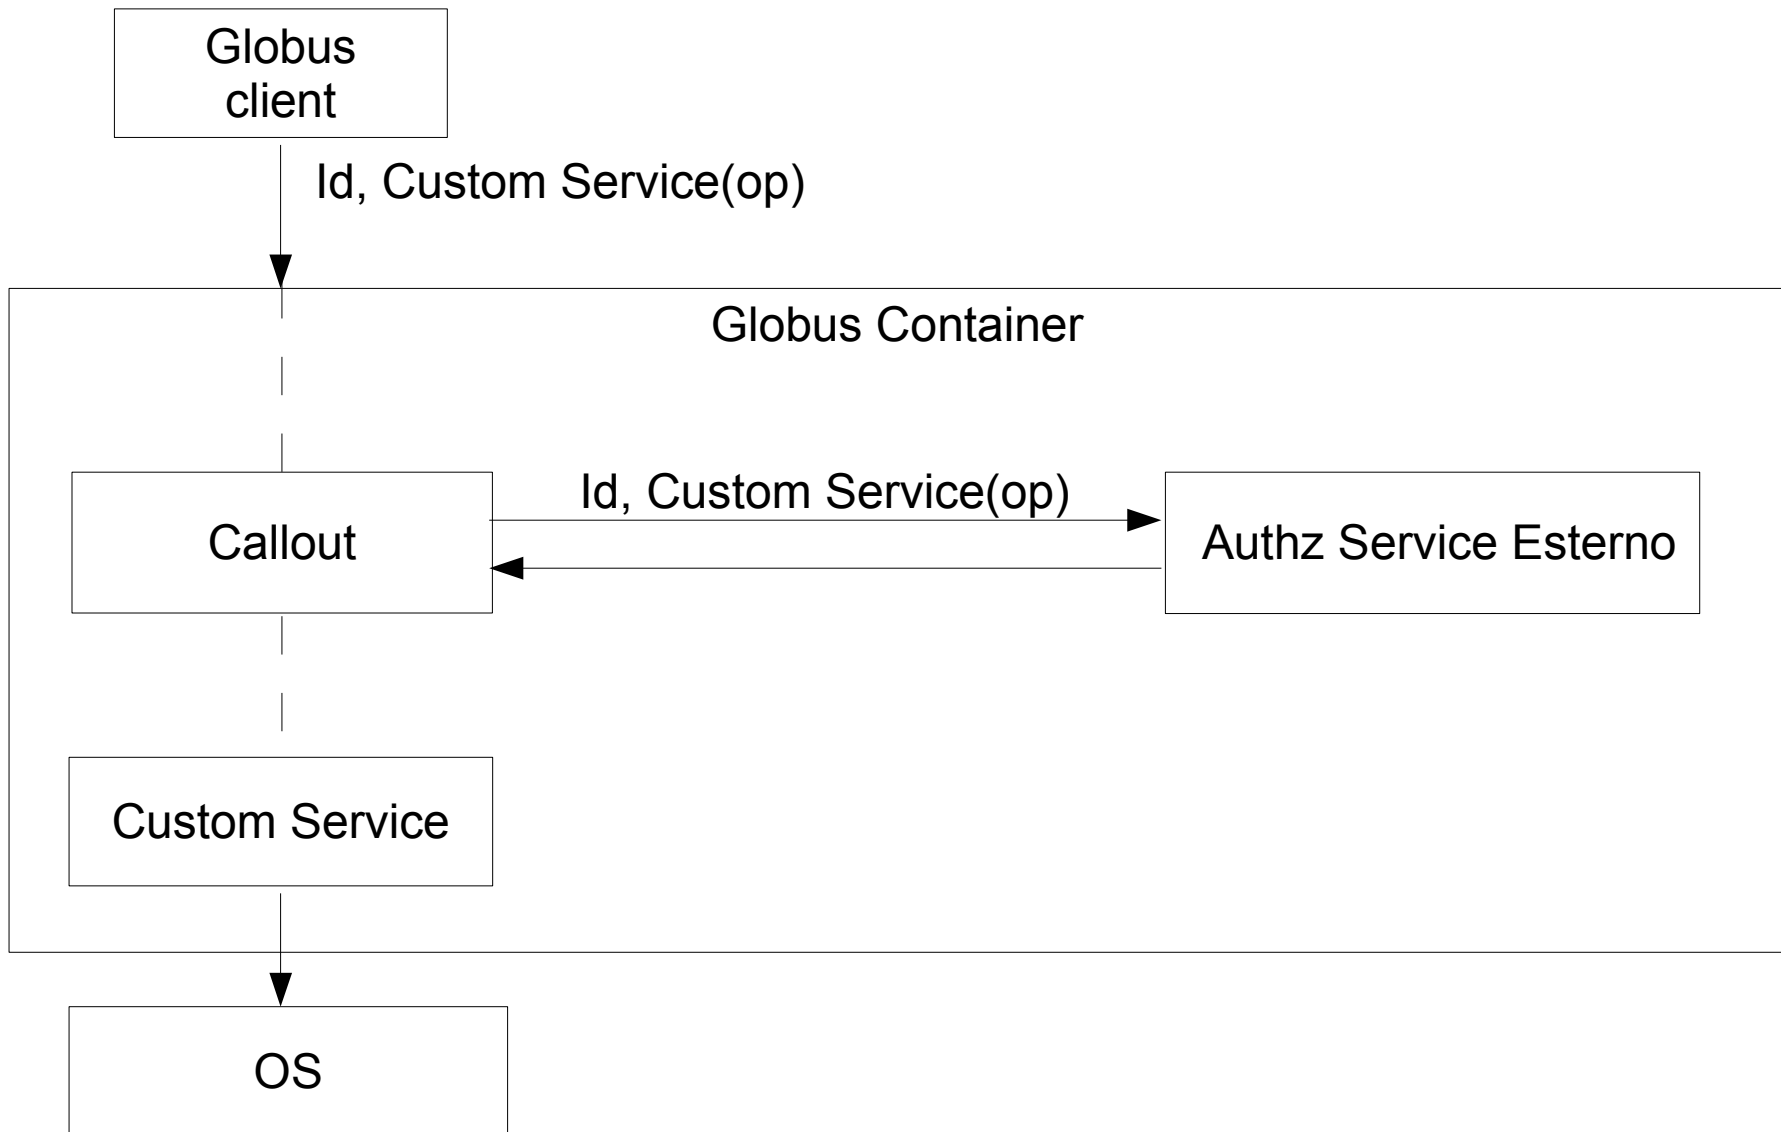 Globus
client
Id, Custom Service(op)
Globus Container
Id, Custom Service(op)
Callout
Authz Service Esterno
Custom Service
OS